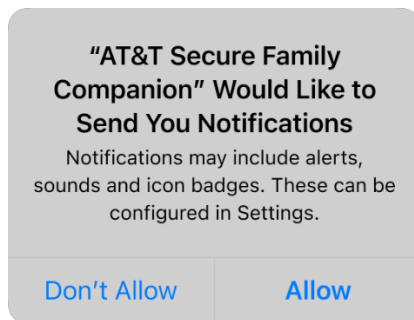 “AT&T Secure Family
Companion” Would Like to
Send You Notifications
Notifications may include alerts,
sounds and icon badges. These can be
configured in Settings.
Don’t Allow
Allow